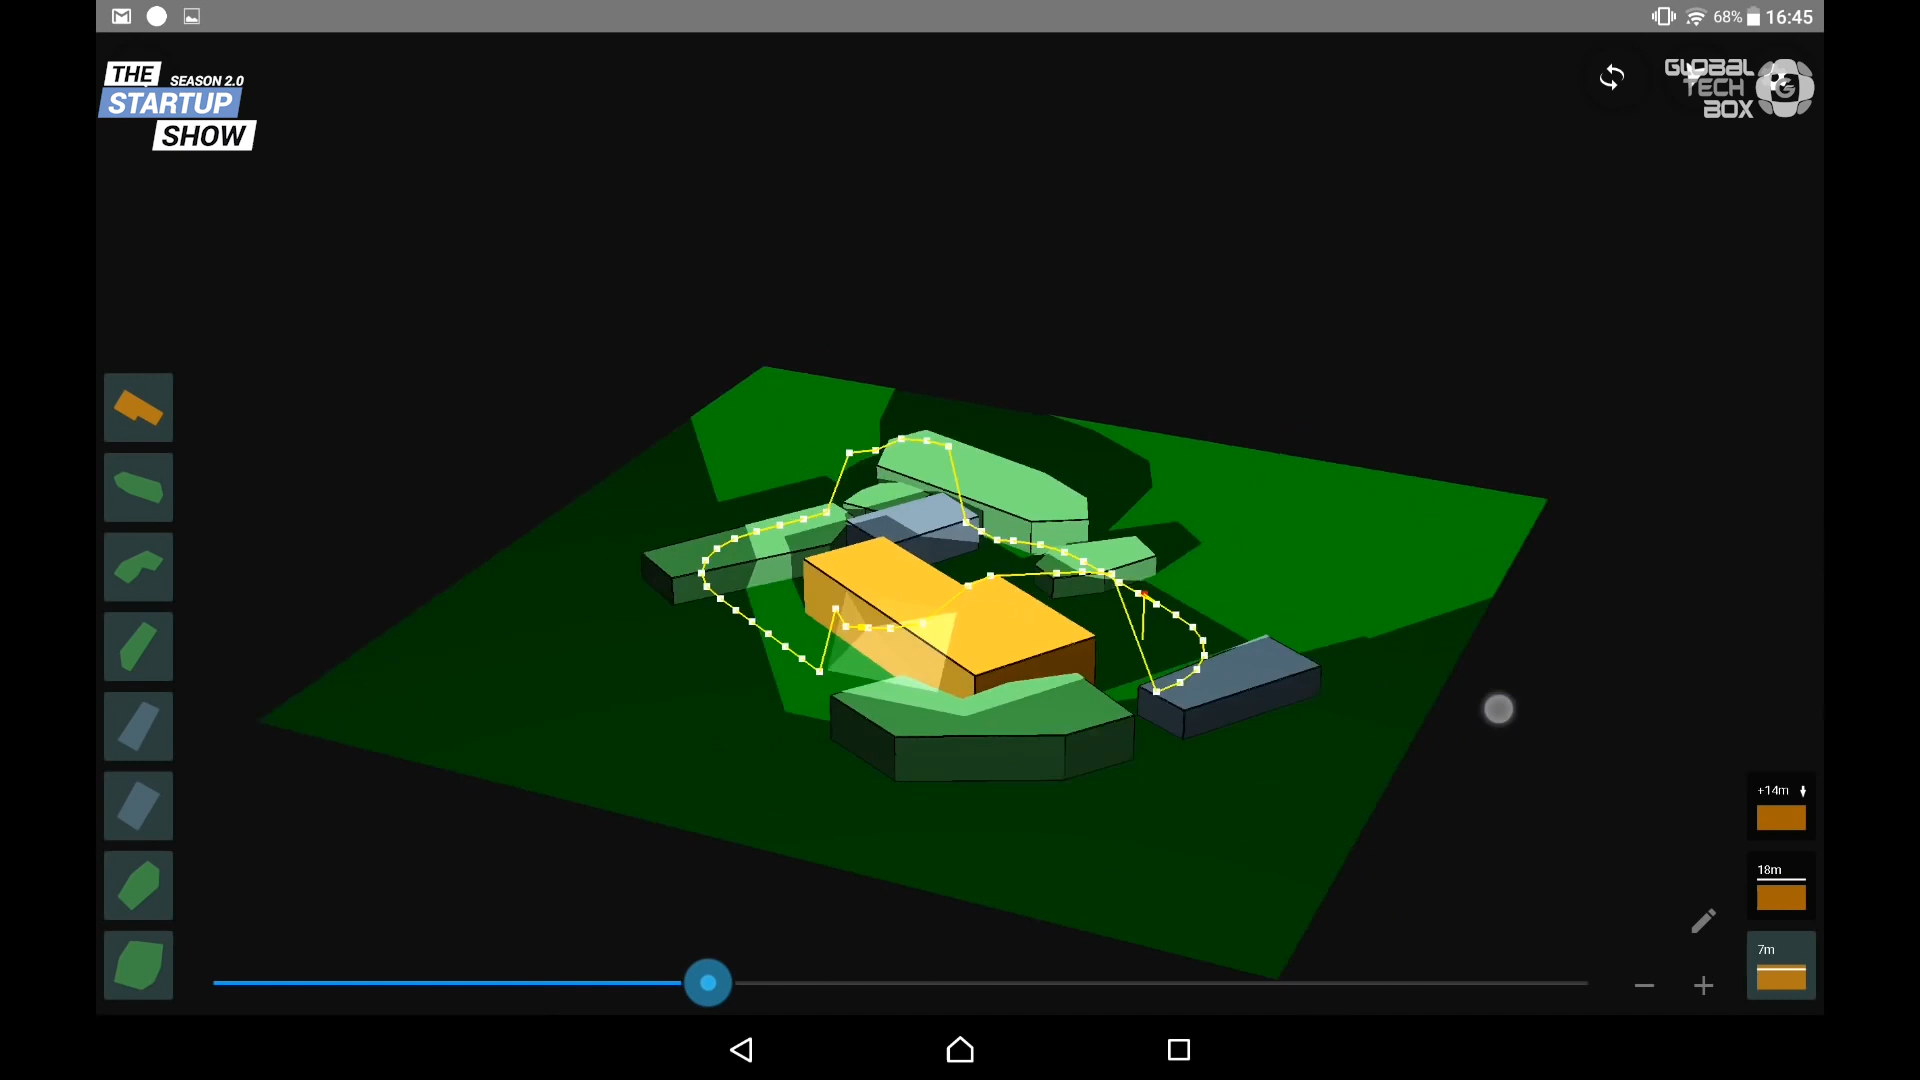 68% 16:45
THE SEASON 2.0
STARTUP
SHOW
GLOBAL
TECH
BOX
G
+14m
18m
7m